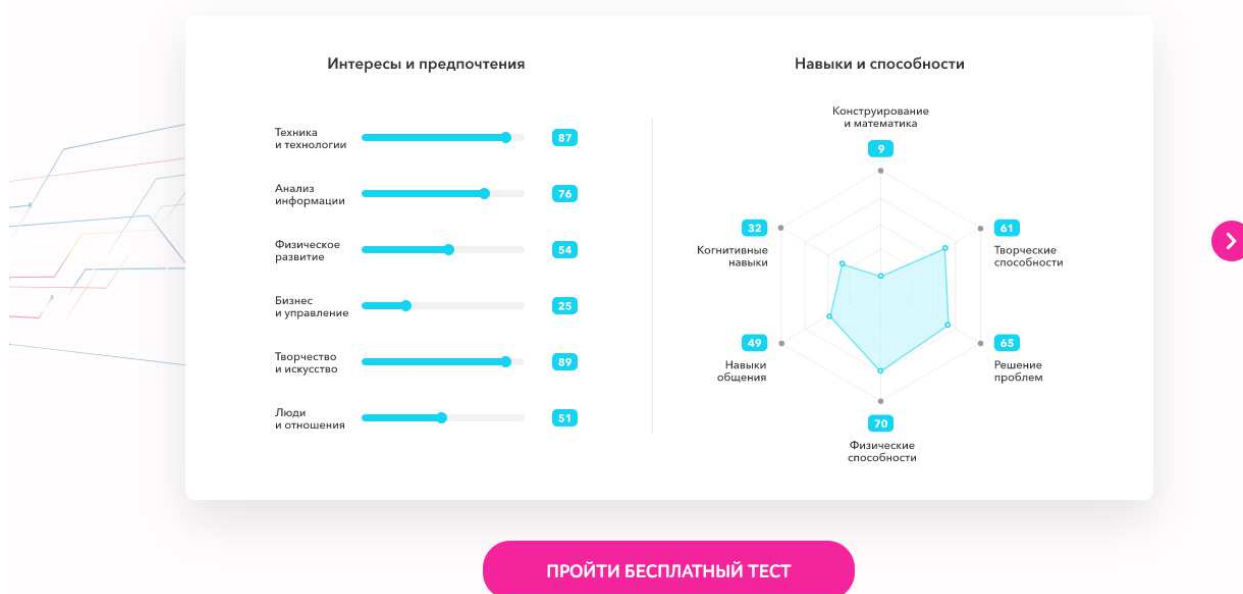 Интересы и предпочтения
Техника
и технологии
87
Анализ
информации
76
Физическое
развитие
54
Бизнес
и управление
25
Творчество
и искусство
89
Люди
и отношения
51
Навыки и способности
Конструирование
и математика
9
32
Когнитивные
навыки
61
Творческие
способности
49
Навыки
общения
65
Решение
проблем
70
Физические
способности
ПРОЙТИ БЕСПЛАТНЫЙ ТЕСТ